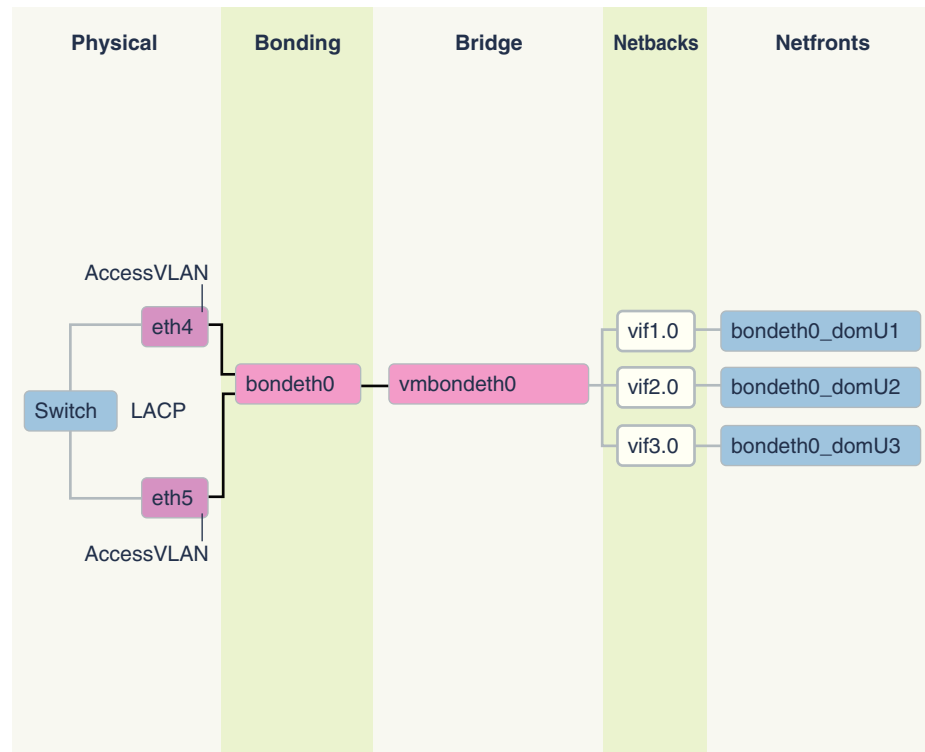 Physical
Bonding
Bridge
Netbacks
Netfronts
AccessVLAN
eth4
vif1.0
bondeth0_domU1
bondeth0
vmbondeth0
vif2.0
bondeth0_domU2
Switch
LACP
vif3.0
bondeth0_domU3
eth5
AccessVLAN